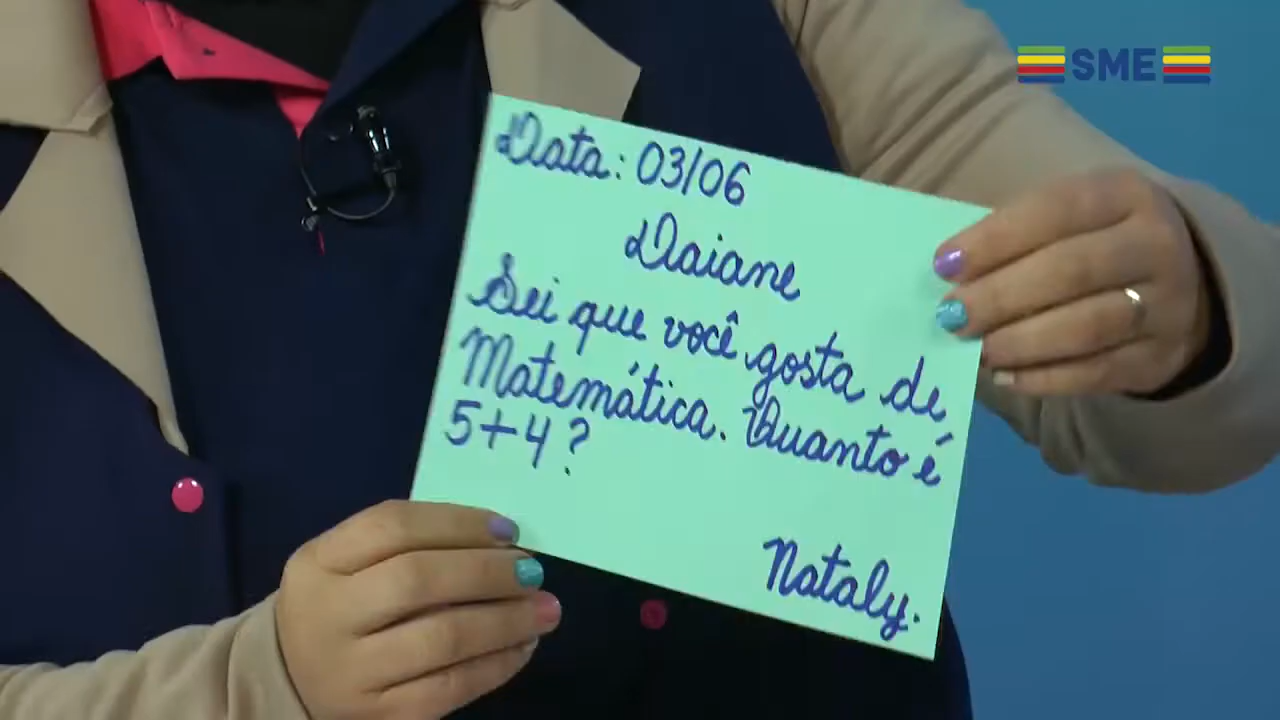 SME
Data: 03/06
Daiane
Sei que você gosta de
Matemática. Quanto é
5+4?
Nataly.